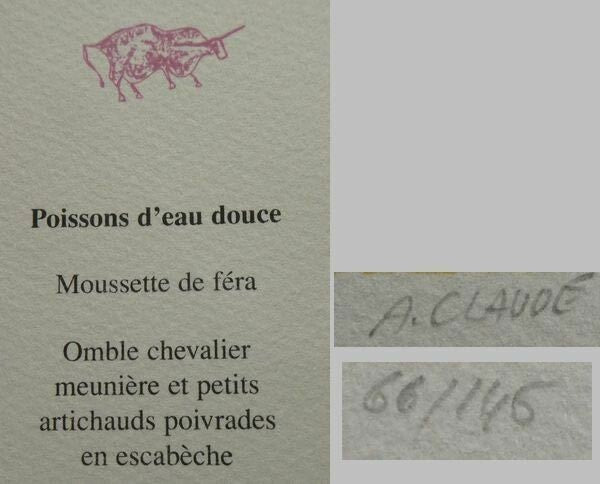 Poissons d'eau douce
Moussette de féra
Omble chevalier
meunière et petits
artichauds poivrades
en escabèche
A. CLAUDÉ
66/145